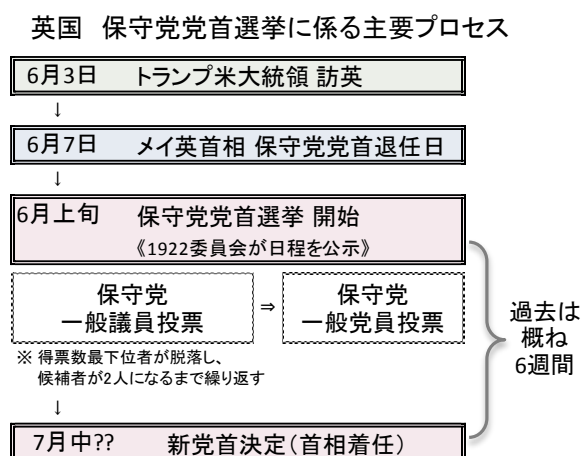 英国 保守党党首選挙に係る主要プロセス
6月3日 トランプ米大統領 訪英
↓
6月7日 メイ英首相 保守党党首退任日
↓
6月上旬 保守党党首選挙 開始
《1922委員会が日程を公示》
保守党
一般議員投票
⇒
保守党
一般党員投票
※ 得票数最下位者が脱落し、
候補者が2人になるまで繰り返す
過去は
概ね
6週間
↓
7月中?? 新党首決定(首相着任)